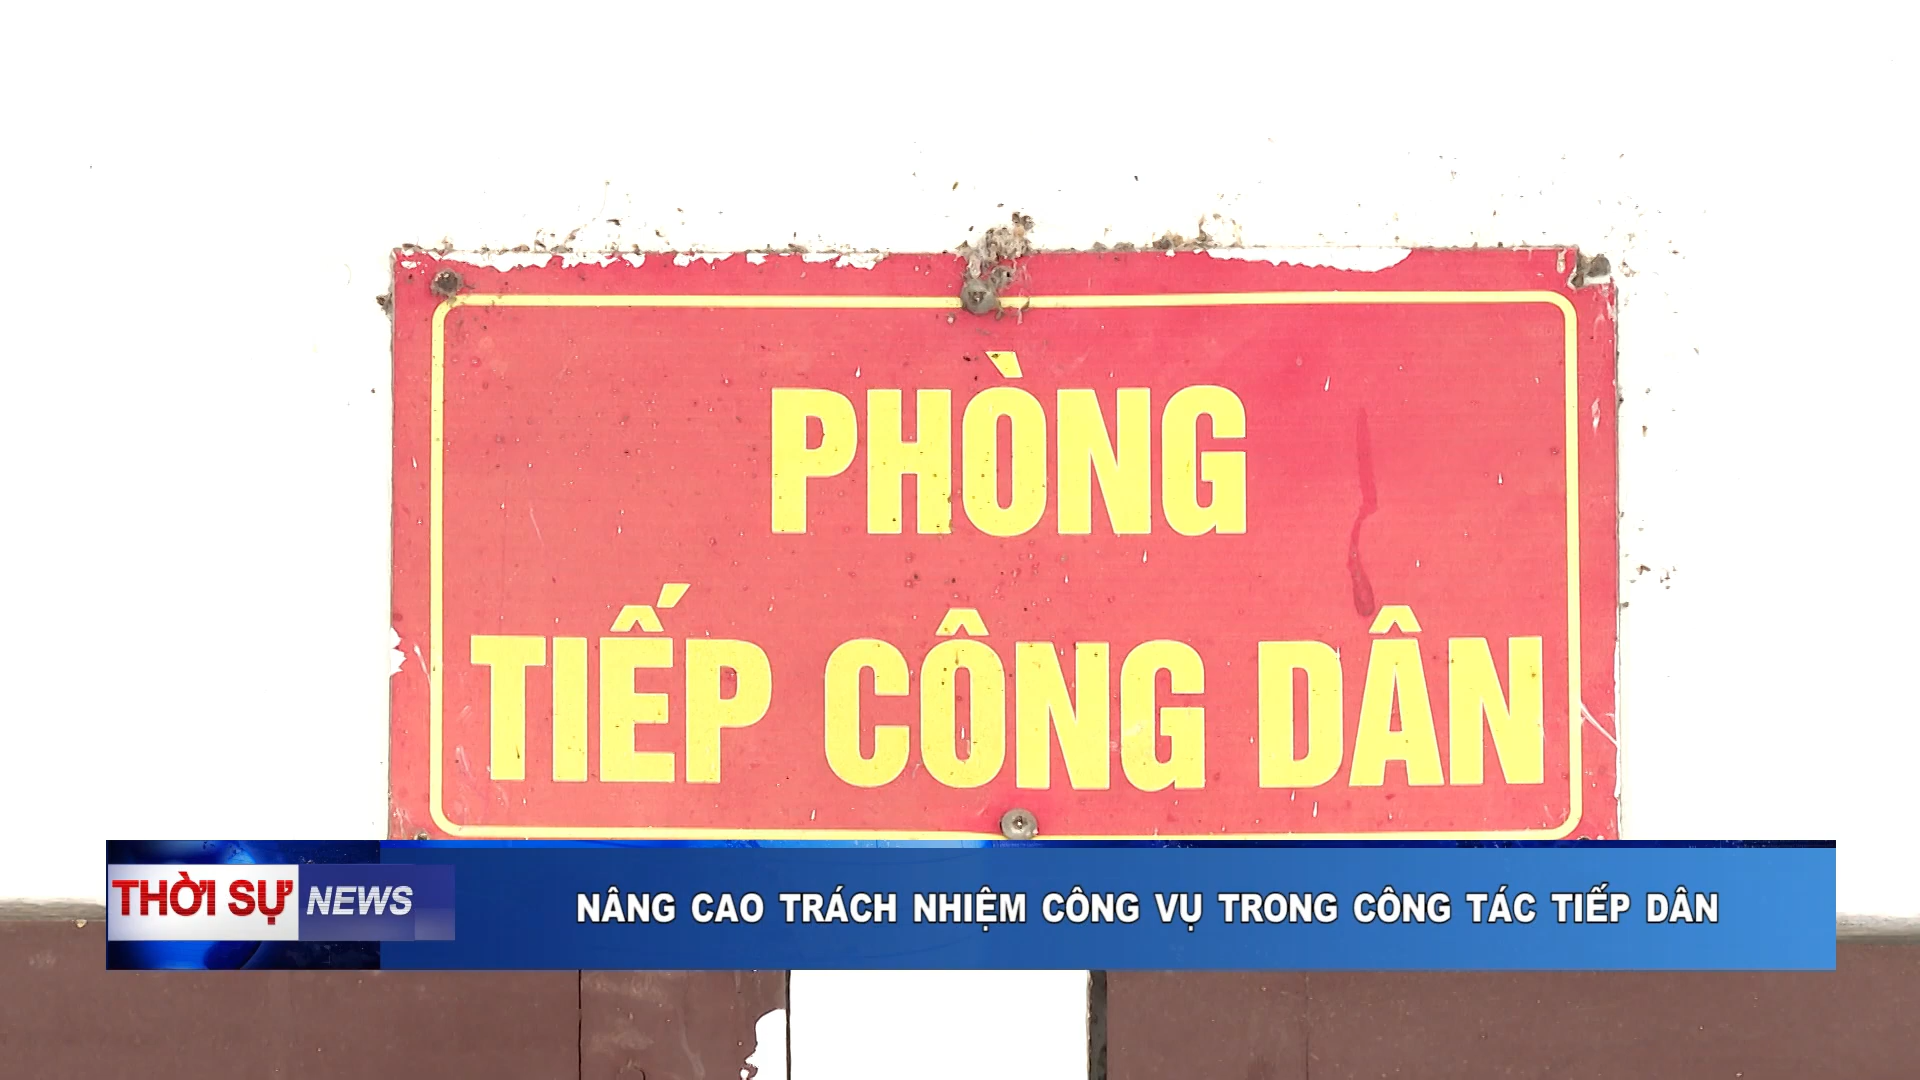 PHÒNG
TIẾP CÔNG DÂN
THỜI SỰ NEWS
NÂNG CAO TRÁCH NHIỆM CÔNG VỤ TRONG CÔNG TÁC TIẾP DÂN